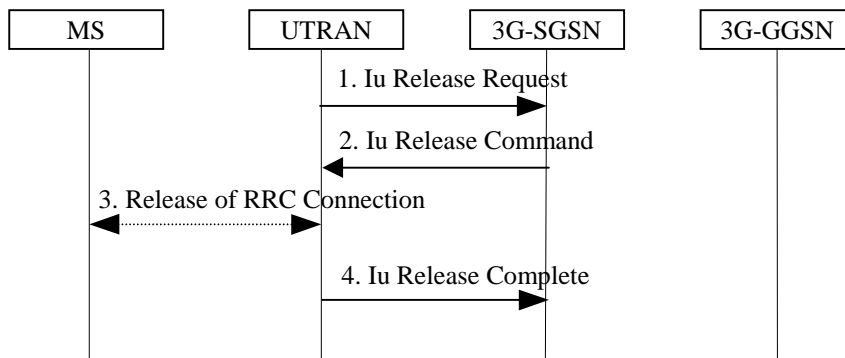 MS
UTRAN
3G-SGSN
3G-GGSN
1. Iu Release Request
2. Iu Release Command
3. Release of RRC Connection
4. Iu Release Complete